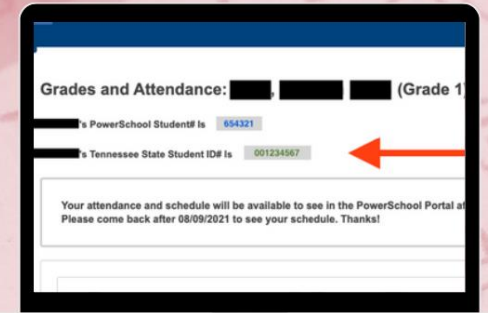 Grades and Attendance: , (Grade 1)
's PowerSchool Student# Is 654321
's Tennessee State Student ID# Is 001234567
Your attendance and schedule will be available to see in the PowerSchool Portal
Please come back after 08/09/2021 to see your schedule. Thanks!